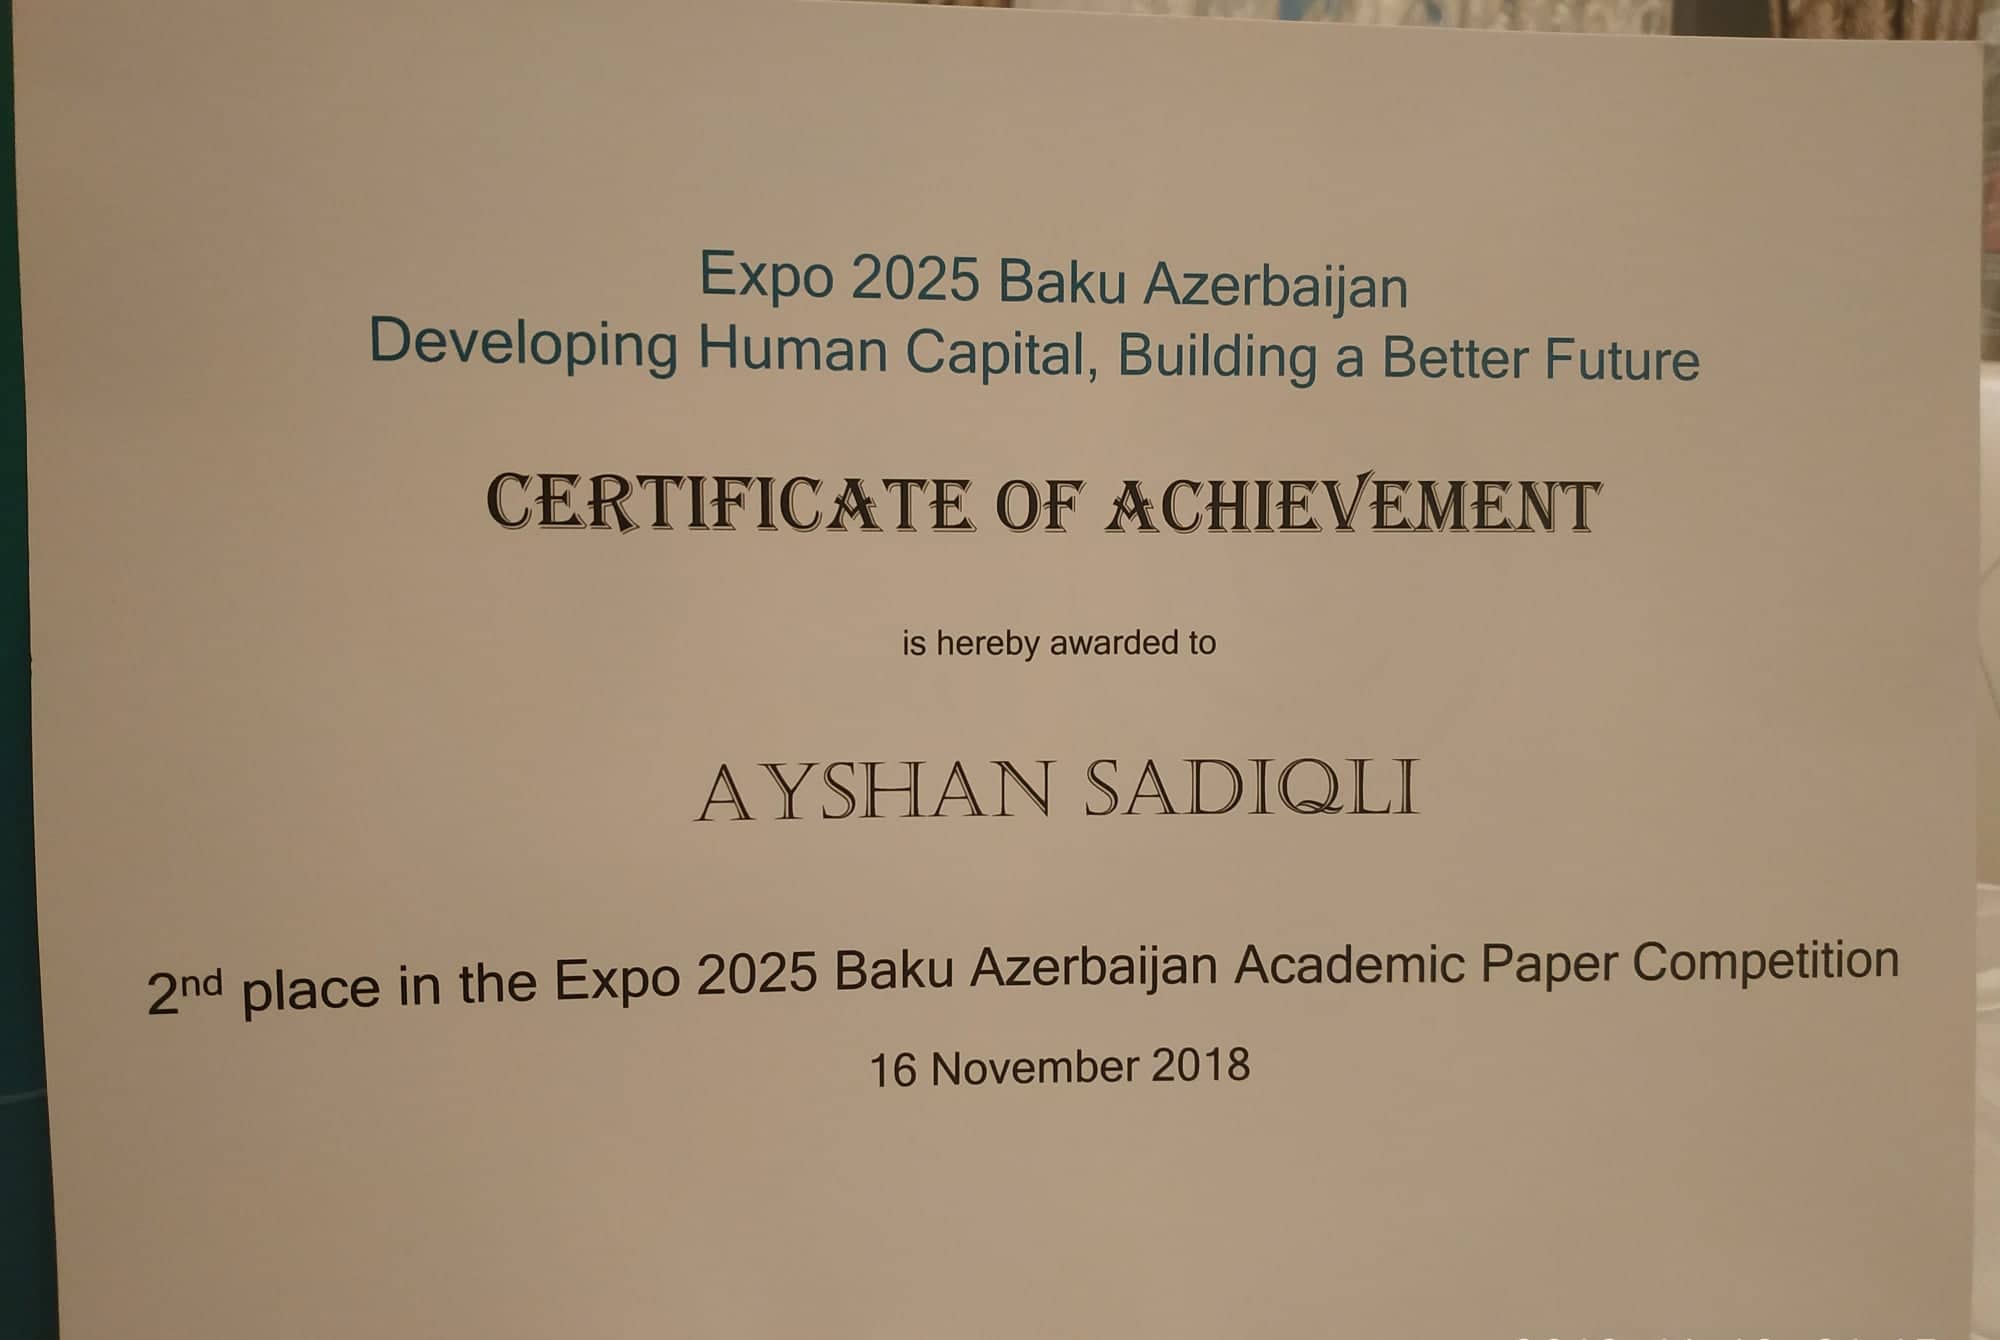 Expo 2025 Baku Azerbaijan
Developing Human Capital, Building a Better Future
CERTIFICATE OF ACHIEVEMENT
is hereby awarded to
AYSHAN SADIQLI
2nd place in the Expo 2025 Baku Azerbaijan Academic Paper Competition
16 November 2018